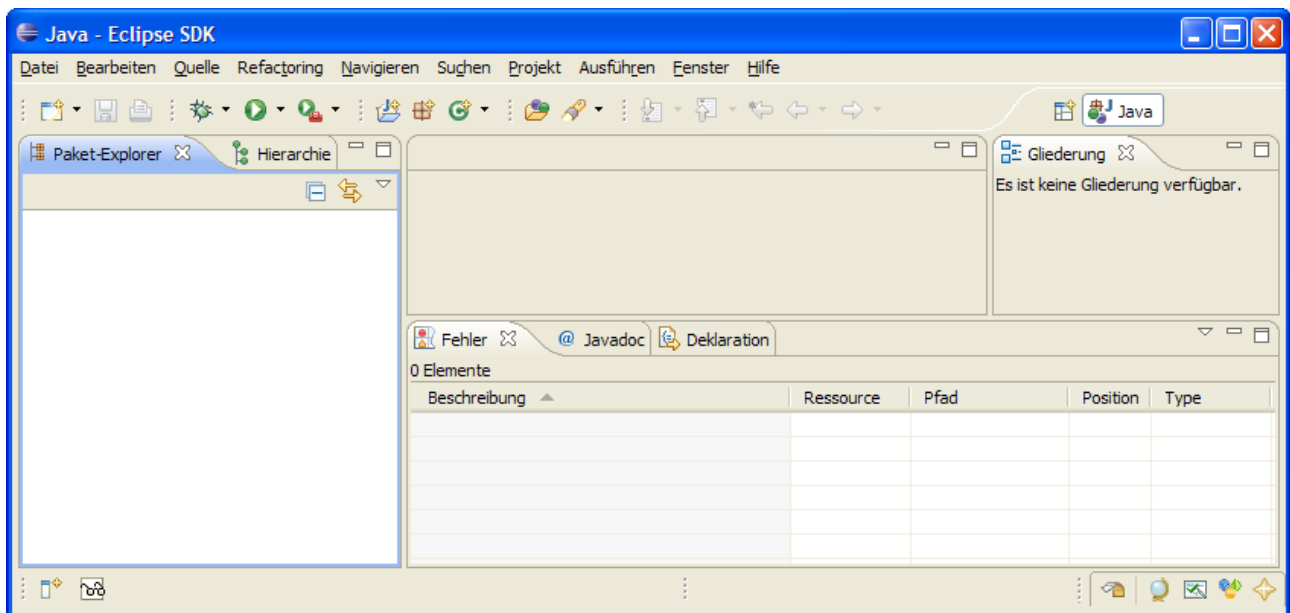 Java - Eclipse SDK
Datei Bearbeiten Quelle Refactoring Navigieren Suchen Projekt Ausführen Fenster Hilfe
Java
Paket-Explorer Hierarchie
Gliederung
Es ist keine Gliederung verfügbar.
Fehler @ Javadoc Deklaration
0 Elemente
Beschreibung Ressource Pfad Position Type